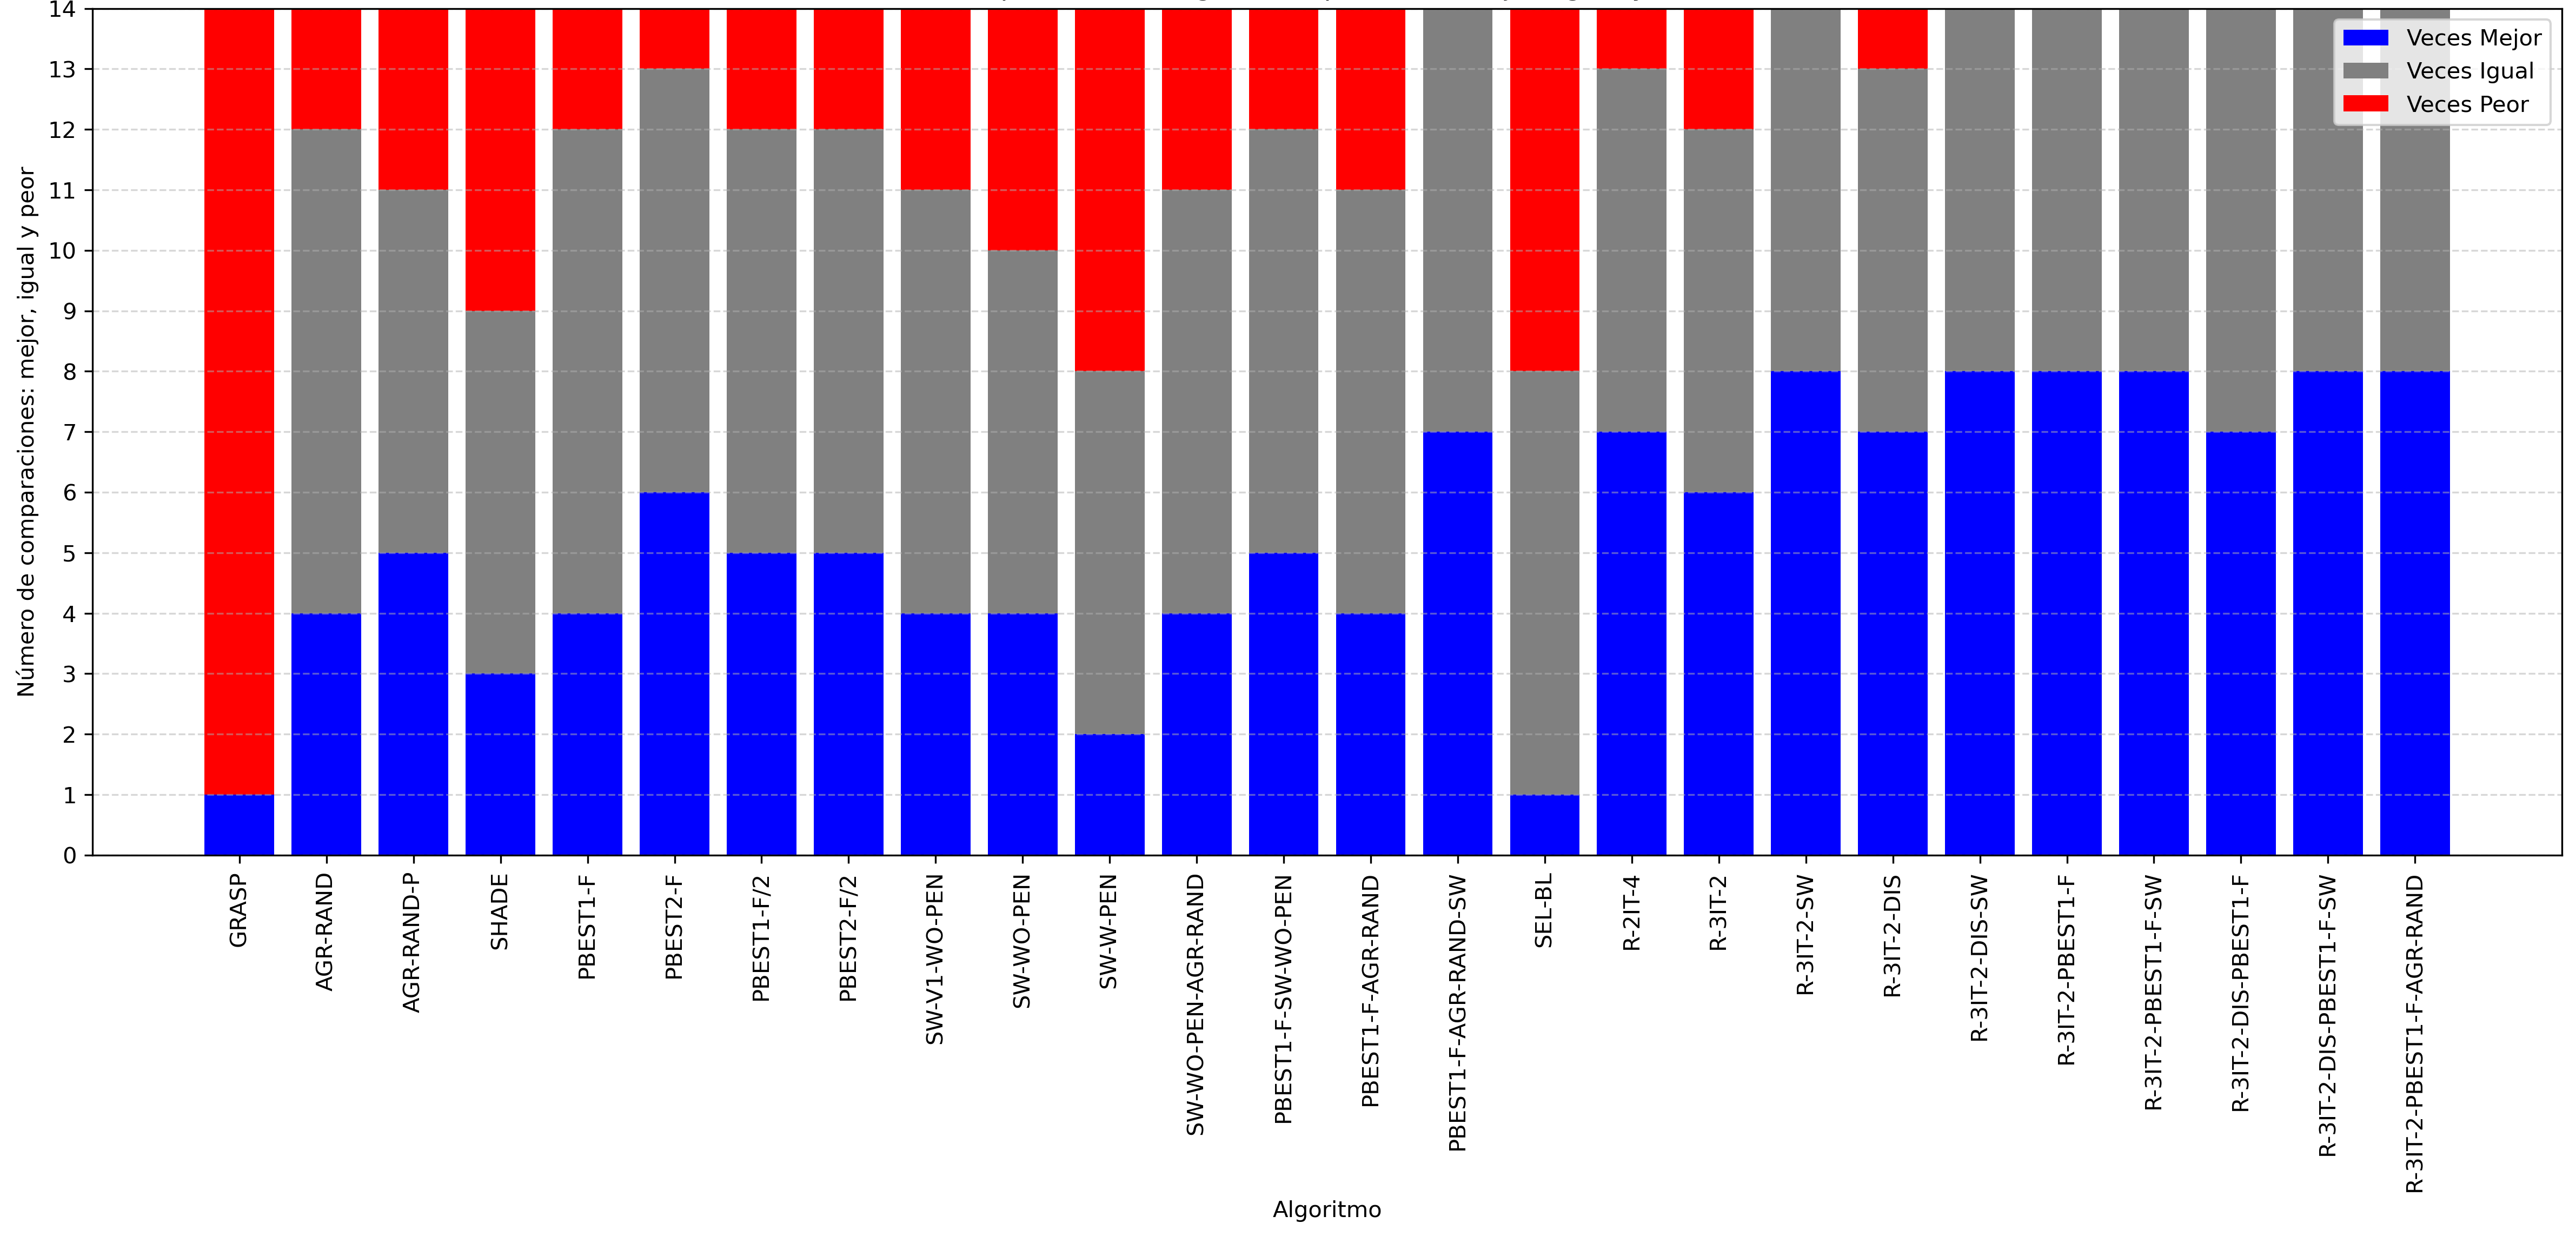 14
13
12
11
10
9
8
7
6
5
4
3
2
1
0
Número de comparaciones: mejor, igual y peor
Veces Mejor
Veces Igual
Veces Peor
GRASP
AGR-RAND
AGR-RAND-P
SHADE
PBEST1-F
PBEST2-F
PBEST1-F/2
PBEST2-F/2
SW-V1-WO-PEN
SW-WO-PEN
SW-W-PEN
SW-WO-PEN-AGR-RAND
PBEST1-F-SW-WO-PEN
PBEST1-F-AGR-RAND
PBEST1-F-AGR-RAND-SW
SEL-BL
R-2IT-4
R-3IT-2
R-3IT-2-SW
R-3IT-2-DIS
R-3IT-2-DIS-SW
R-3IT-2-PBEST1-F
R-3IT-2-PBEST1-F-SW
R-3IT-2-DIS-PBEST1-F
R-3IT-2-DIS-PBEST1-F-SW
R-3IT-2-PBEST1-F-AGR-RAND
Algoritmo